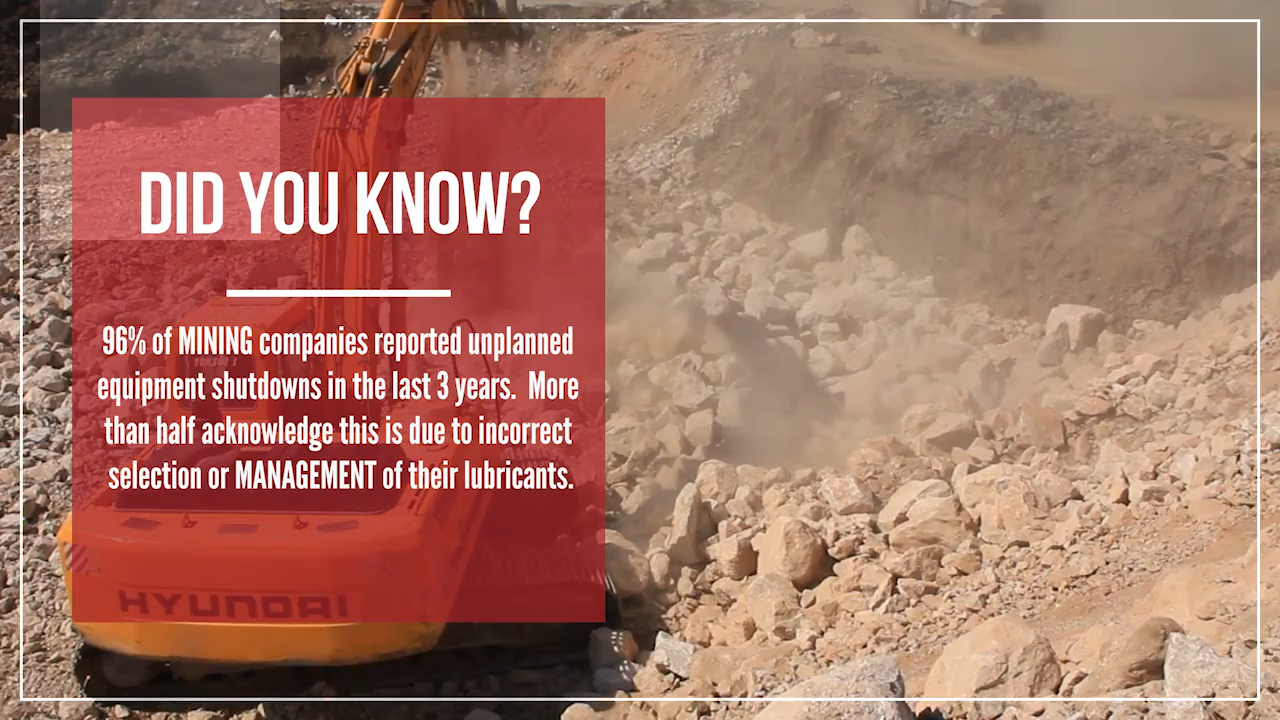 DID YOU KNOW?
96% of MINING companies reported unplanned
equipment shutdowns in the last 3 years.  More
than half acknowledge this is due to incorrect
selection or MANAGEMENT of their lubricants.
HYUNDAI